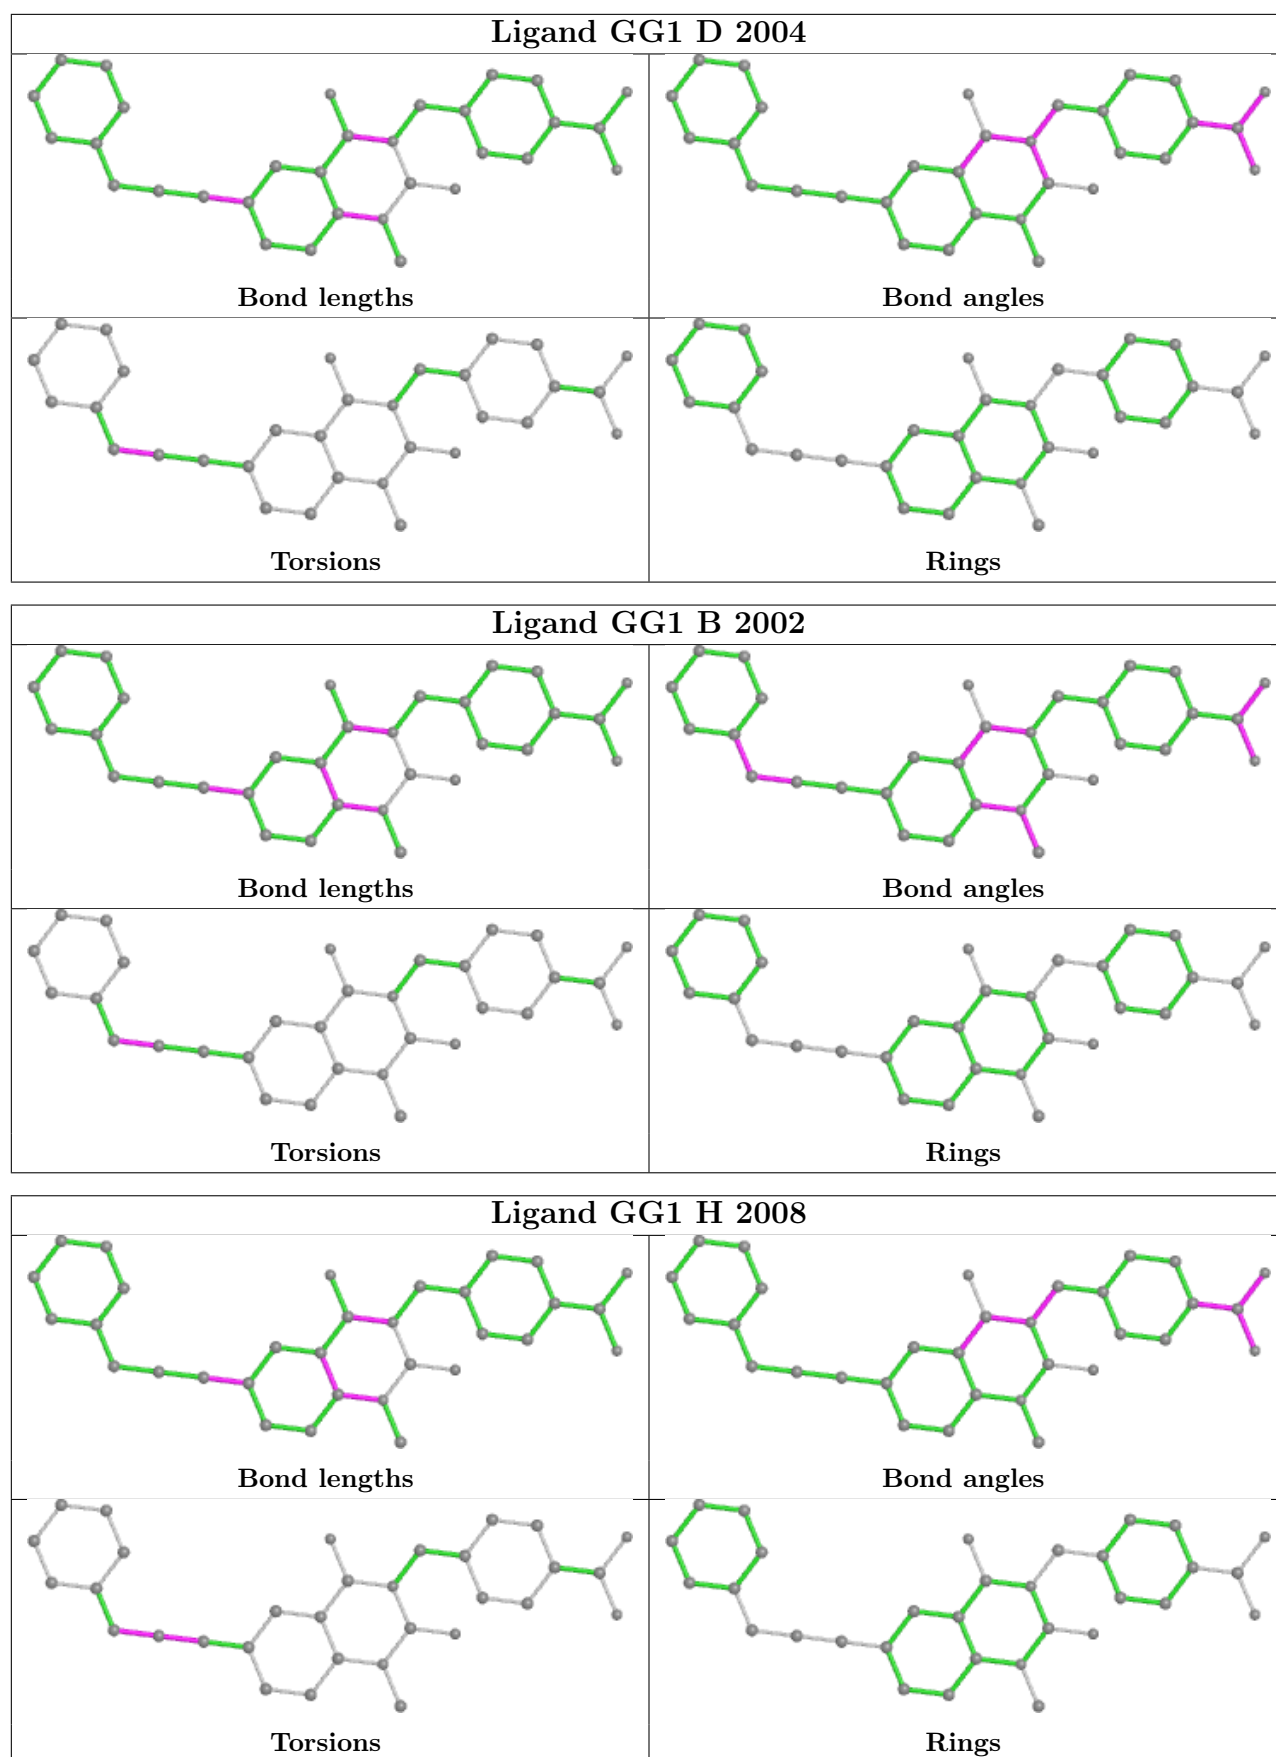 Ligand GG1 D 2004
Bond lengths
Bond angles
Torsions
Rings
Ligand GG1 B 2002
Bond lengths
Bond angles
Torsions
Rings
Ligand GG1 H 2008
Bond lengths
Bond angles
Torsions
Rings